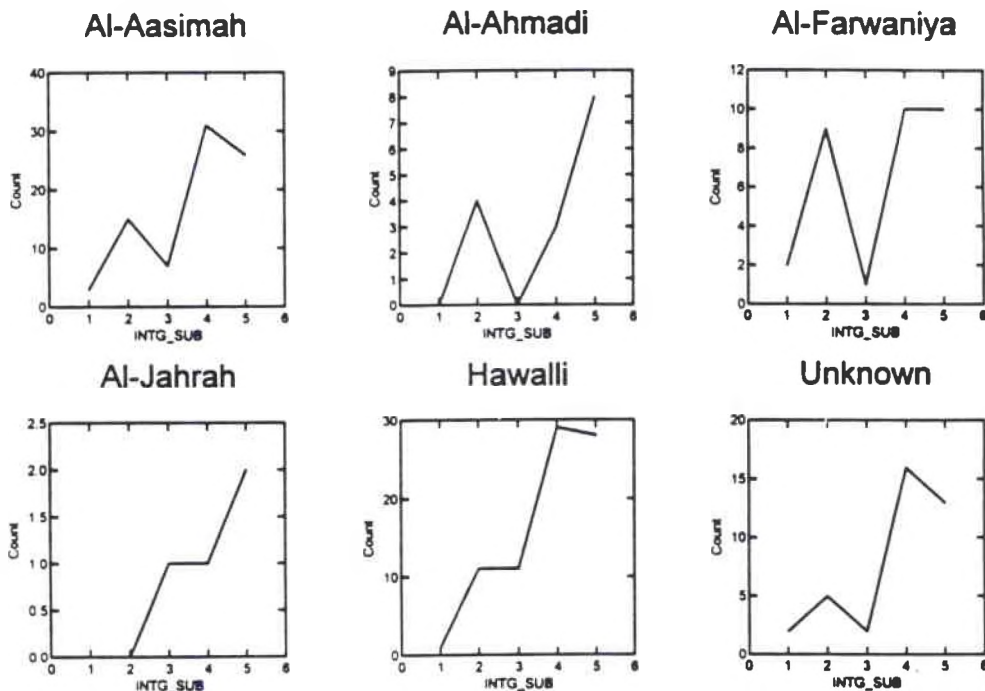 Al-Aasimah
Count
40
30
20
10
0
0 1 2 3 4 5 6
INTG_SUB
Al-Ahmadi
Count
9
8
7
6
5
4
3
2
1
0
0 1 2 3 4 5 6
INTG_SUB
Al-Farwaniya
Count
12
10
8
6
4
2
0
0 1 2 3 4 5 6
INTG_SUB
Al-Jahrah
Count
2.5
2.0
1.5
1.0
0.5
0.0
0 1 2 3 4 5 6
INTG_SUB
Hawalli
Count
30
20
10
0
0 1 2 3 4 5 6
INTG_SUB
Unknown
Count
20
15
10
5
0
0 1 2 3 4 5 6
INTG_SUB